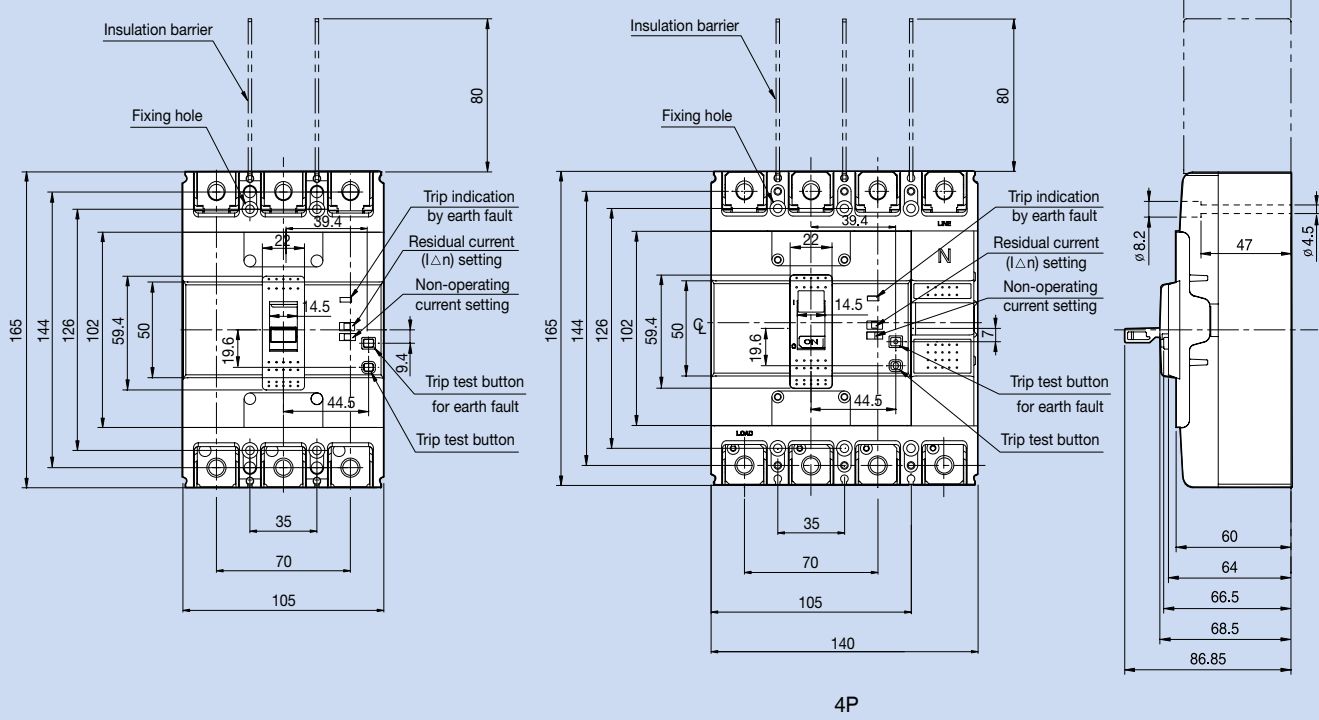 Insulation barrier
Fixing hole
80
165
144
126
102
59.4
50
39.4
22
14.5
19.6
9.4
44.5
Trip indication
by earth fault
Residual current
(I△n) setting
Non-operating
current setting
Trip test button
for earth fault
Trip test button
35
70
105
Insulation barrier
Fixing hole
80
165
144
126
102
59.4
50
39.4
22
14.5
19.6
7
44.5
LINE
N
I
O
ON
LOAD
℄
Trip indication
by earth fault
Residual current
(I△n) setting
Non-operating
current setting
Trip test button
for earth fault
Trip test button
35
70
105
140
4P
ø8.2
47
ø4.5
60
64
66.5
68.5
86.85